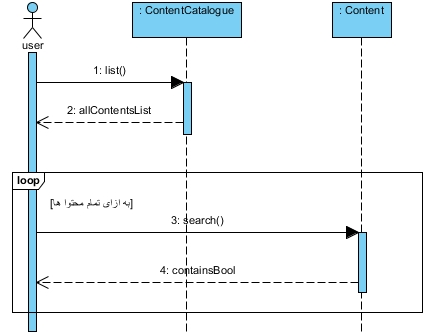 : ContentCatalogue
: Content
user
1: list()
2: allContentsList
loop
[به ازای تمام محتوا ها]
3: search()
4: containsBool